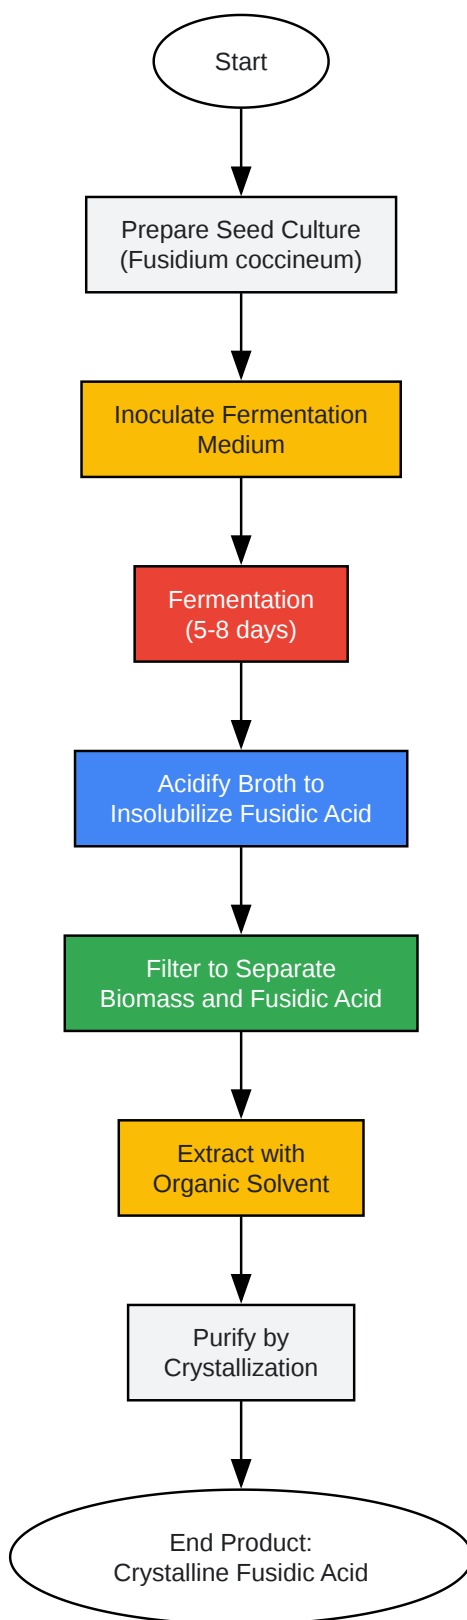 Start
Prepare Seed Culture
(Fusidium coccineum)
Inoculate Fermentation
Medium
Fermentation
(5-8 days)
Acidify Broth to
Insolubilize Fusidic Acid
Filter to Separate
Biomass and Fusidic Acid
Extract with
Organic Solvent
Purify by
Crystallization
End Product:
Crystalline Fusidic Acid